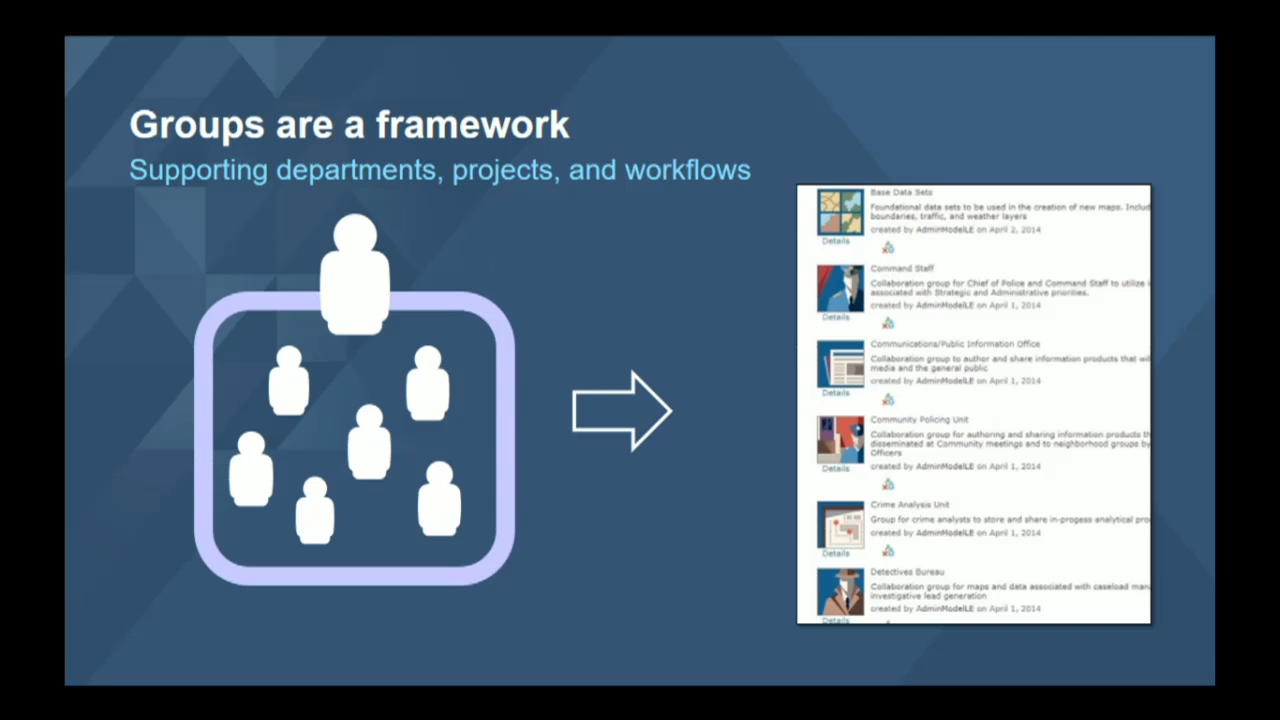 Groups are a framework
Supporting departments, projects, and workflows
Base Data Sets
Foundational data sets to be used in the creation of new maps. Includ
boundaries, traffic, and weather layers
created by AdminModelLE on April 2, 2014
Details
Command Staff
Collaboration group for Chief of Police and Command Staff to utilize i
associated with Strategic and Administrative priorities.
created by AdminModelLE on April 1, 2014
Details
Communications/Public Information Office
Collaboration group to author and share information products that wil
media and the general public
created by AdminModelLE on April 1, 2014
Details
Community Policing Unit
Collaboration group for authoring and sharing information products th
disseminated at Community meetings and to neighborhood groups by
Officers
created by AdminModelLE on April 1, 2014
Details
Crime Analysis Unit
Group for crime analysts to store and share in-progess analytical pro
created by AdminModelLE on April 1, 2014
Details
Detectives Bureau
Collaboration group for maps and data associated with caseload man
investigative lead generation
created by AdminModelLE on April 1, 2014
Details